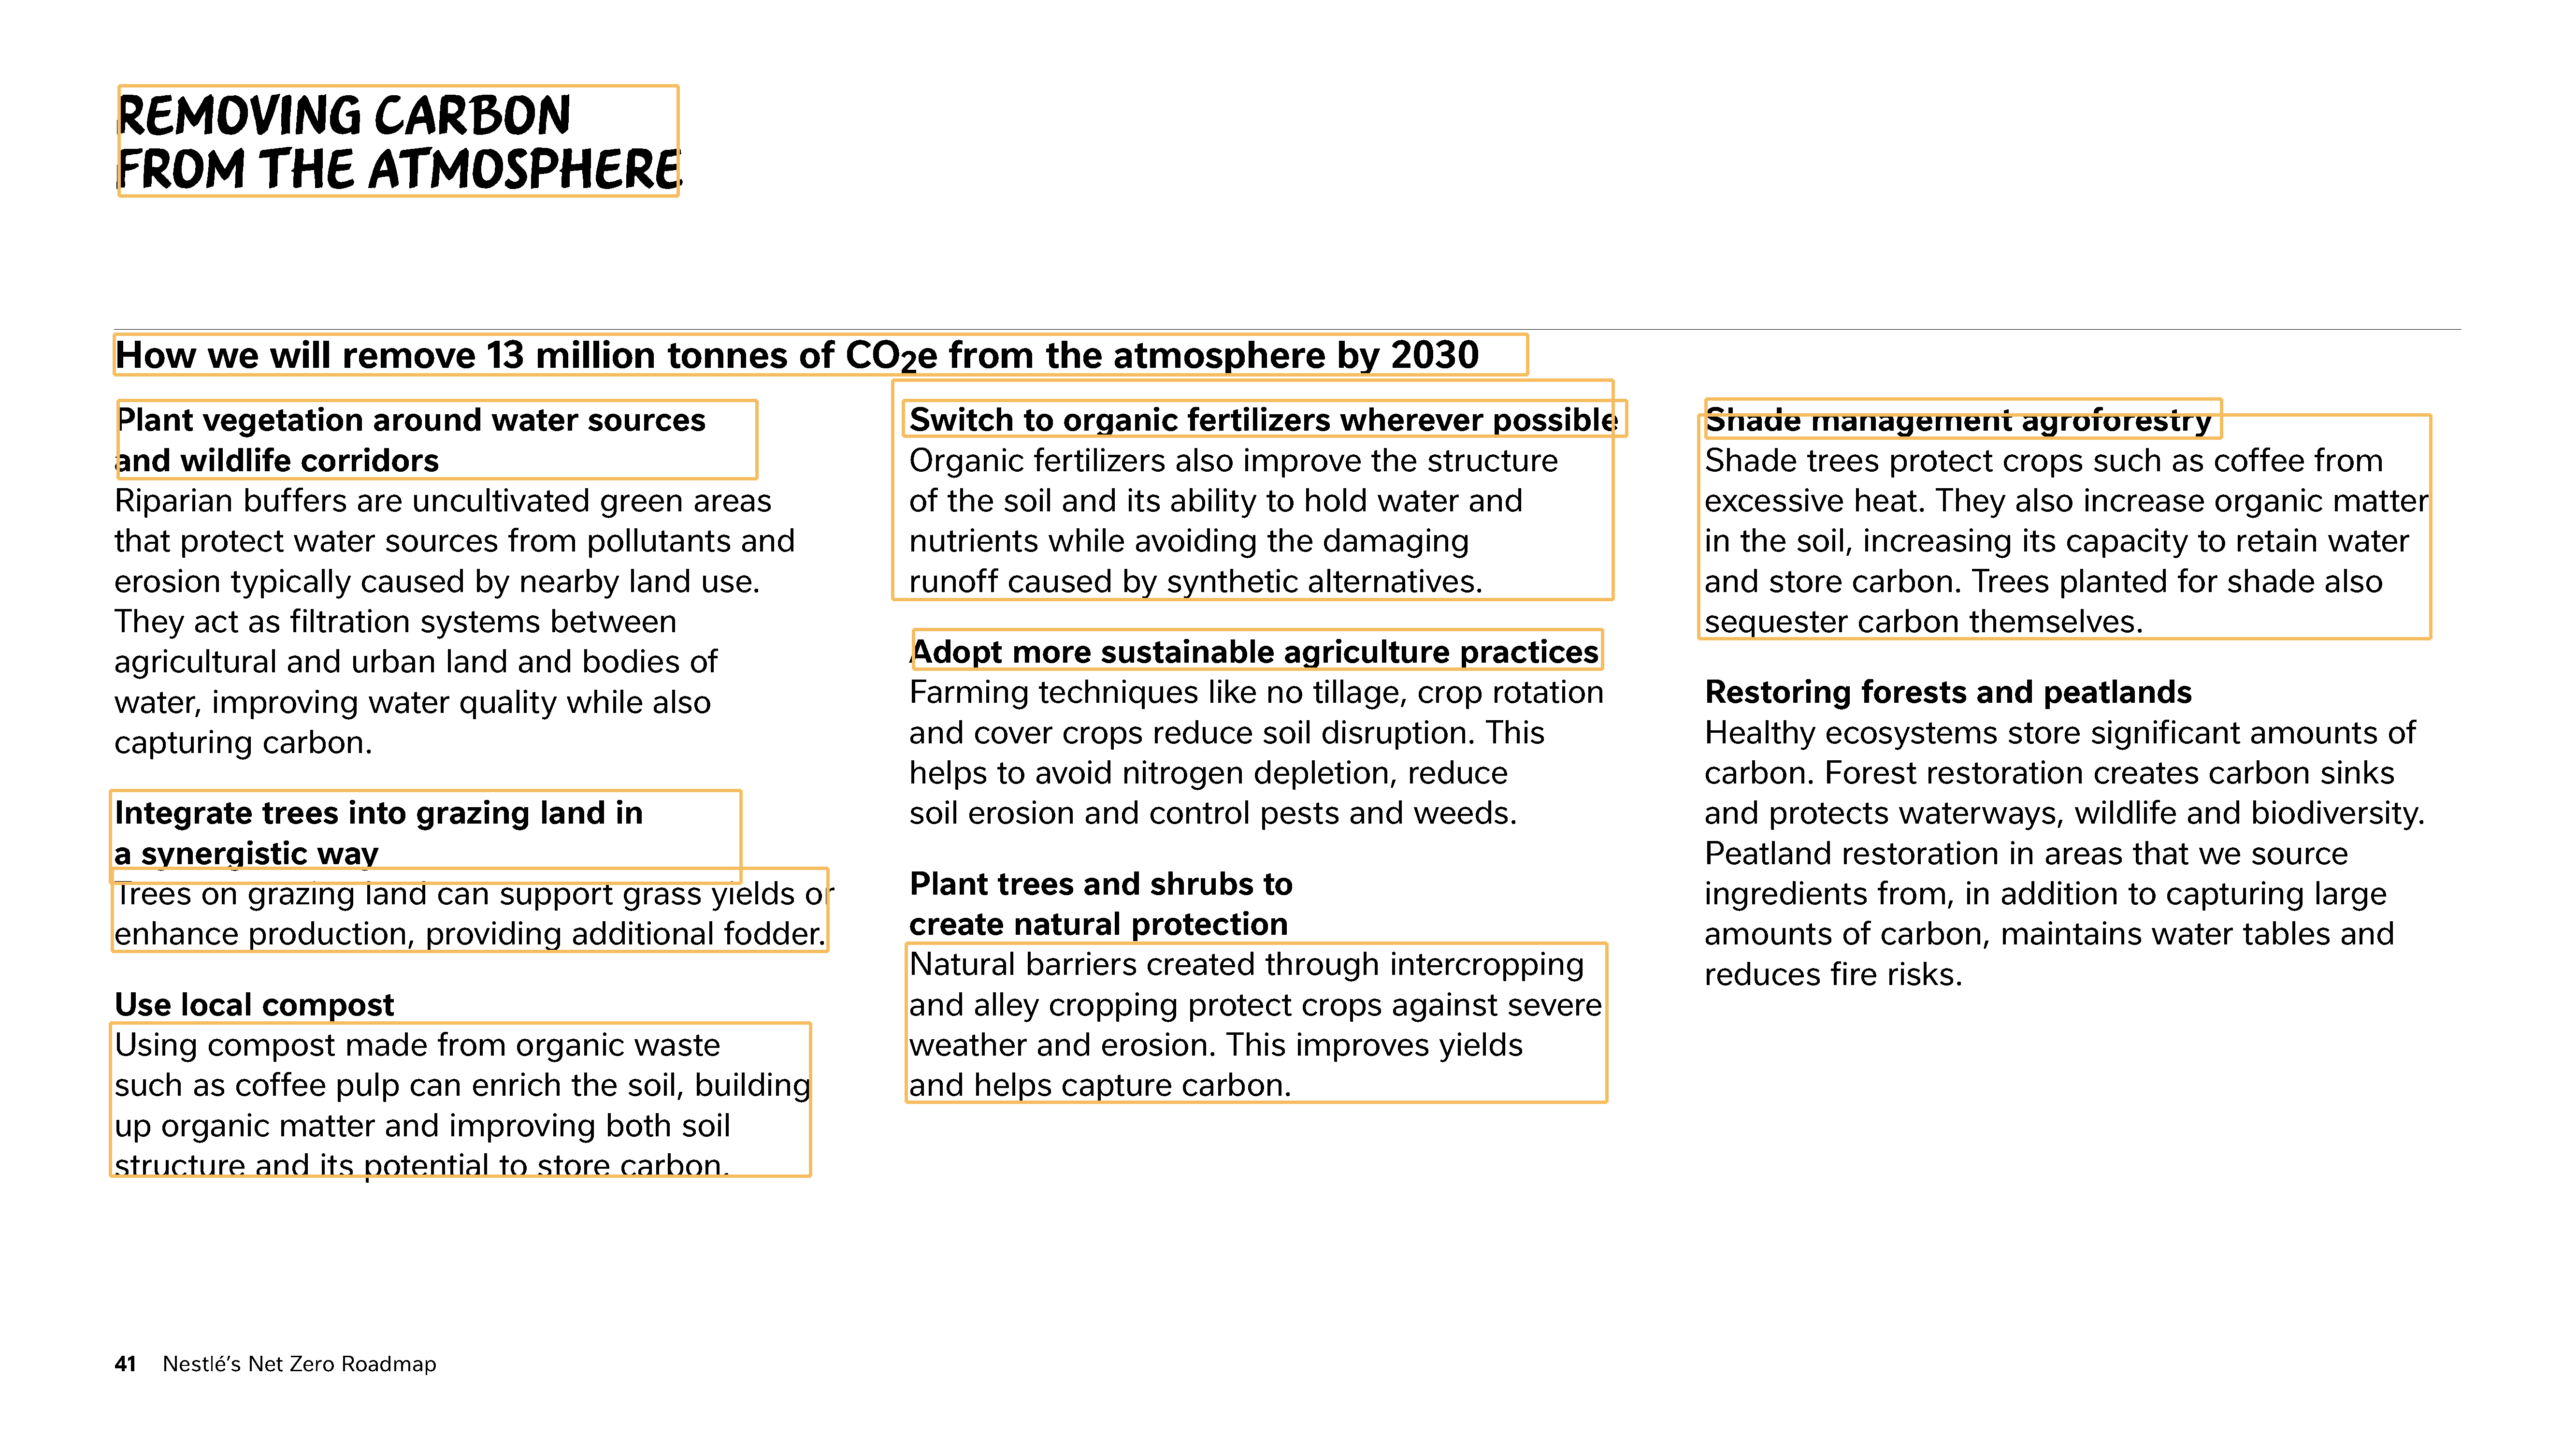 REMOVING CARBON
FROM THE ATMOSPHERE
How we will remove 13 million tonnes of CO2e from the atmosphere by 2030
Plant vegetation around water sources
and wildlife corridors
Riparian buffers are uncultivated green areas
that protect water sources from pollutants and
erosion typically caused by nearby land use.
They act as filtration systems between
agricultural and urban land and bodies of
water, improving water quality while also
capturing carbon.
Integrate trees into grazing land in
a synergistic way
Trees on grazing land can support grass yields or
enhance production, providing additional fodder.
Use local compost
Using compost made from organic waste
such as coffee pulp can enrich the soil, building
up organic matter and improving both soil
structure and its potential to store carbon.
Switch to organic fertilizers wherever possible
Organic fertilizers also improve the structure
of the soil and its ability to hold water and
nutrients while avoiding the damaging
runoff caused by synthetic alternatives.
Adopt more sustainable agriculture practices
Farming techniques like no tillage, crop rotation
and cover crops reduce soil disruption. This
helps to avoid nitrogen depletion, reduce
soil erosion and control pests and weeds.
Plant trees and shrubs to
create natural protection
Natural barriers created through intercropping
and alley cropping protect crops against severe
weather and erosion. This improves yields
and helps capture carbon.
Shade management agroforestry
Shade trees protect crops such as coffee from
excessive heat. They also increase organic matter
in the soil, increasing its capacity to retain water
and store carbon. Trees planted for shade also
sequester carbon themselves.
Restoring forests and peatlands
Healthy ecosystems store significant amounts of
carbon. Forest restoration creates carbon sinks
and protects waterways, wildlife and biodiversity.
Peatland restoration in areas that we source
ingredients from, in addition to capturing large
amounts of carbon, maintains water tables and
reduces fire risks.
41 Nestlé’s Net Zero Roadmap